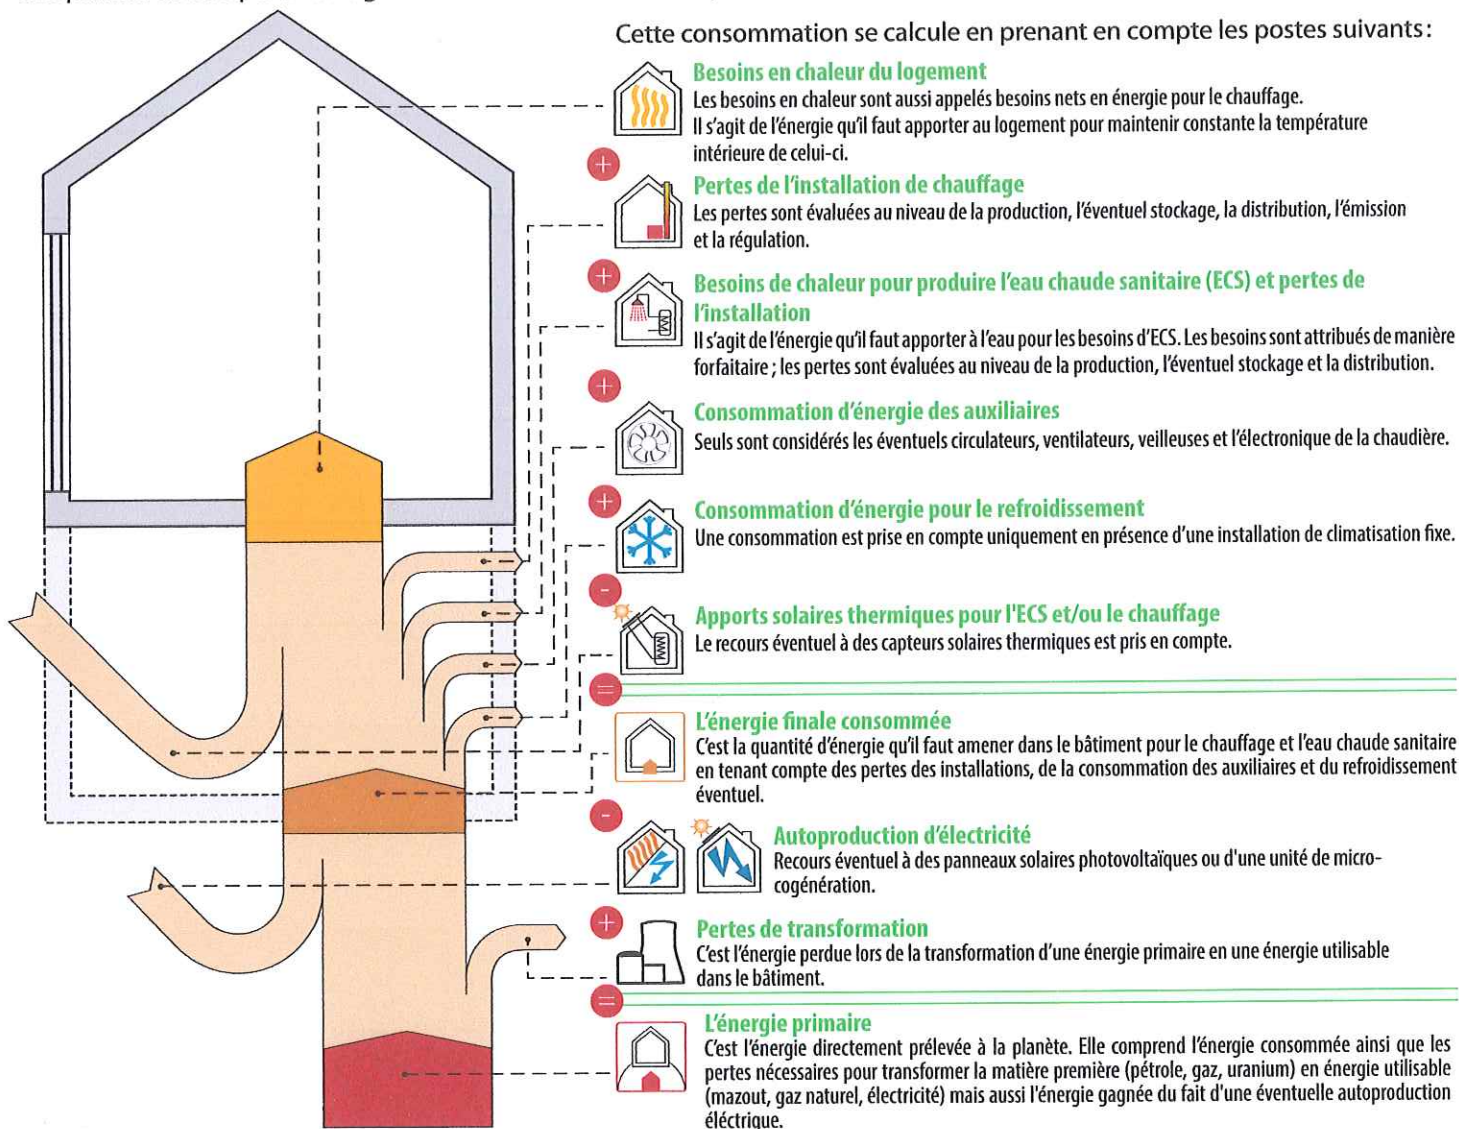 Cette consommation se calcule en prenant en compte les postes suivants:
Besoins en chaleur du logement
Les besoins en chaleur sont aussi appelés besoins nets en énergie pour le chauffage.
Il s'agit de l'énergie qu'il faut apporter au logement pour maintenir constante la température
intérieure de celui-ci.
+
Pertes de l'installation de chauffage
Les pertes sont évaluées au niveau de la production, l'éventuel stockage, la distribution, l'émission
et la régulation.
+
Besoins de chaleur pour produire l'eau chaude sanitaire (ECS) et pertes de
l'installation
Il s'agit de l'énergie qu'il faut apporter à l'eau pour les besoins d'ECS. Les besoins sont attribués de manière
forfaitaire ; les pertes sont évaluées au niveau de la production, l'éventuel stockage et la distribution.
+
Consommation d'énergie des auxiliaires
Seuls sont considérés les éventuels circulateurs, ventilateurs, veilleuses et l'électronique de la chaudière.
+
Consommation d'énergie pour le refroidissement
Une consommation est prise en compte uniquement en présence d'une installation de climatisation fixe.
-
Apports solaires thermiques pour l'ECS et/ou le chauffage
Le recours éventuel à des capteurs solaires thermiques est pris en compte.
=
L'énergie finale consommée
C'est la quantité d'énergie qu'il faut amener dans le bâtiment pour le chauffage et l'eau chaude sanitaire
en tenant compte des pertes des installations, de la consommation des auxiliaires et du refroidissement
éventuel.
-
Autoproduction d'électricité
Recours éventuel à des panneaux solaires photovoltaïques ou d'une unité de micro-
cogénération.
+
Pertes de transformation
C'est l'énergie perdue lors de la transformation d'une énergie primaire en une énergie utilisable
dans le bâtiment.
=
L'énergie primaire
C'est l'énergie directement prélevée à la planète. Elle comprend l'énergie consommée ainsi que les
pertes nécessaires pour transformer la matière première (pétrole, gaz, uranium) en énergie utilisable
(mazout, gaz naturel, électricité) mais aussi l'énergie gagnée du fait d'une éventuelle autoproduction
éléctrique.